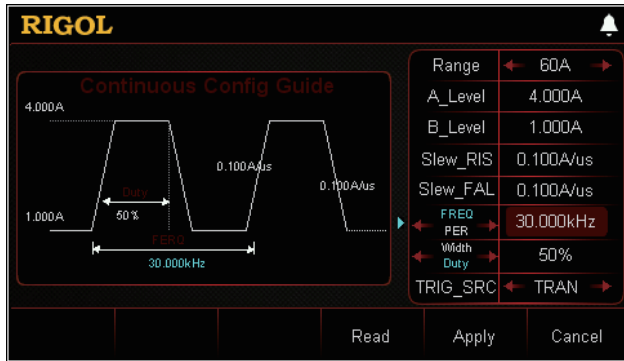 RIGOL
Continuous Config Guide
4.000A
0.100A/us
0.100A/us
Duty
50%
1.000A
FERQ
30.000kHz
Range 60A
A_Level 4.000A
B_Level 1.000A
Slew_RIS 0.100A/us
Slew_FAL 0.100A/us
FREQ
PER
30.000kHz
Width
Duty
50%
TRIG_SRC TRAN
Read Apply Cancel